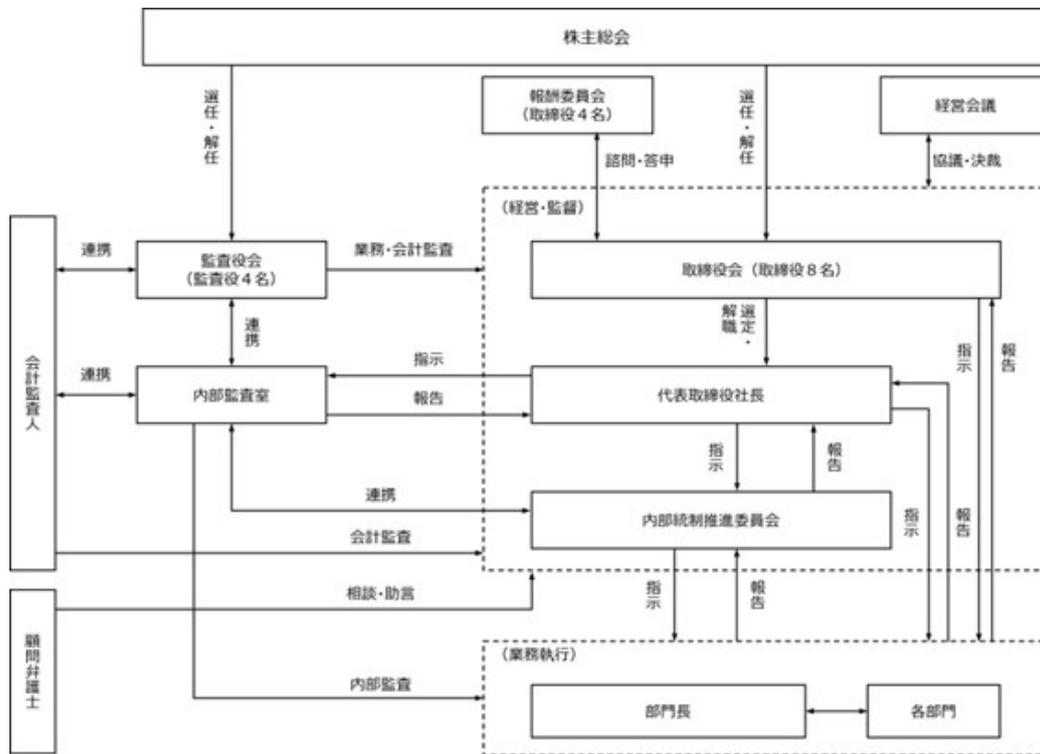 株主総会
選任・解任
報酬委員会
（取締役４名）
選任・解任
経営会議
諮問・答申
協議・決裁
（経営・監督）
連携
監査役会
（監査役４名）
業務・会計監査
取締役会（取締役８名）
連携
選定・
解職
指示
報告
会計監査人
連携
内部監査室
指示
報告
代表取締役社長
指示
報告
連携
内部統制推進委員会
指示
報告
会計監査
相談・助言
指示
報告
顧問弁護士
（業務執行）
内部監査
部門長
各部門